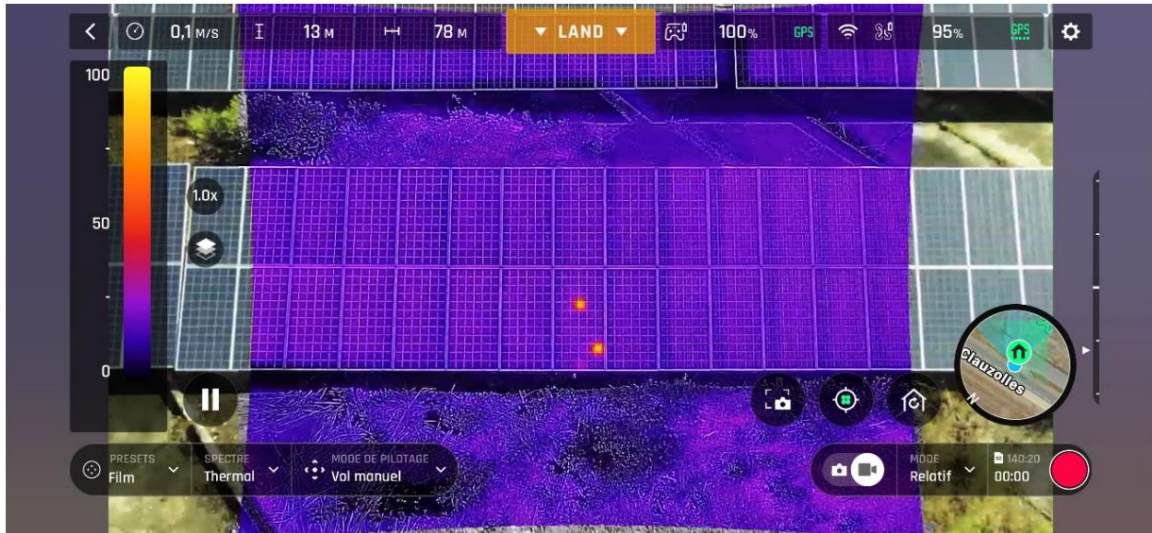 0,1 M/S
13 M
78 M
LAND
100%
GPS
95%
GPS
100
50
0
1.0x
Clauzolles
N
PRESETS
Film
SPECTRE
Thermal
MODE DE PILOTAGE
Vol manuel
MODE
Relatif
140:20
00:00